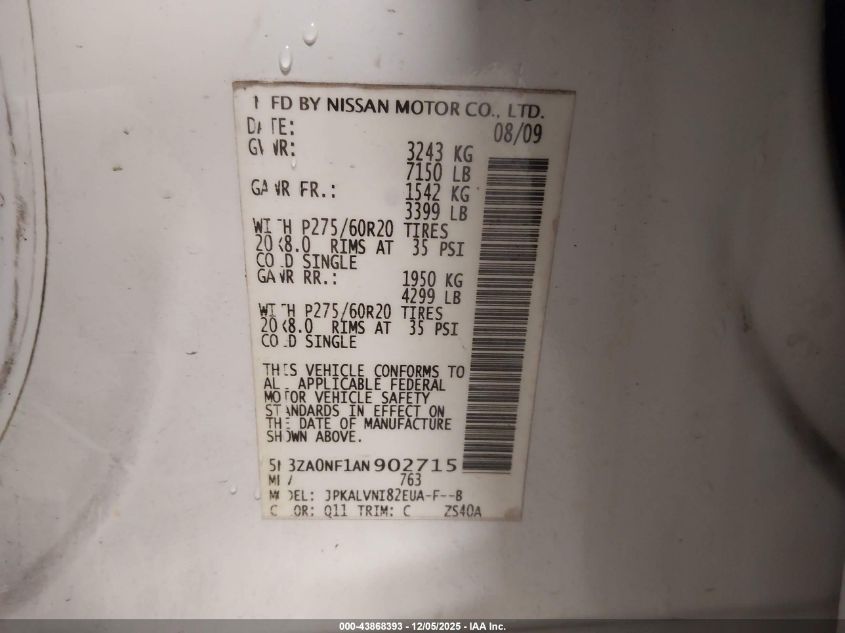 MFD BY NISSAN MOTOR CO., LTD.
DATE: 08/09
GVWR: 3243 KG
7150 LB
GAWR FR.: 1542 KG
3399 LB
WITH P275/60R20 TIRES
20X8.0 RIMS AT 35 PSI
COLD SINGLE
GAWR RR.: 1950 KG
4299 LB
WITH P275/60R20 TIRES
20X8.0 RIMS AT 35 PSI
COLD SINGLE
THIS VEHICLE CONFORMS TO
ALL APPLICABLE FEDERAL
MOTOR VEHICLE SAFETY
STANDARDS IN EFFECT ON
THE DATE OF MANUFACTURE
SHOWN ABOVE.
5N3ZA0NF1AN902715
MPV 763
MODEL: JPKALVNI82EUA-F--B
COLOR: Q11 TRIM: C ZS40A
000-43868393 - 12/05/2025 - IAA Inc.